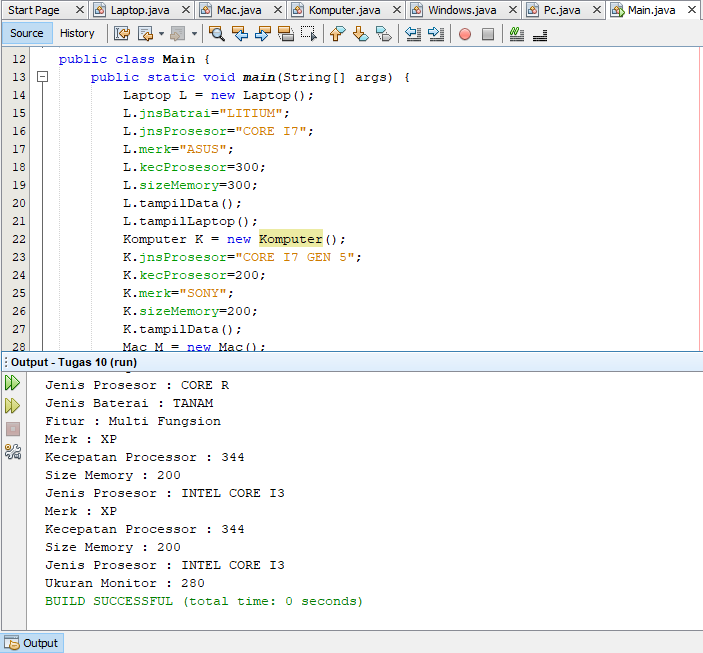 Start Page Laptop.java Mac.java Komputer.java Windows.java Pc.java Main.java
Source History
12 public class Main {
13 public static void main(String[] args) {
14 Laptop L = new Laptop();
15 L.jnsBatrai="LITIUM";
16 L.jnsProsesor="CORE I7";
17 L.merk="ASUS";
18 L.kecProsesor=300;
19 L.sizeMemory=300;
20 L.tampilData();
21 L.tampilLaptop();
22 Komputer K = new Komputer();
23 K.jnsProsesor="CORE I7 GEN 5";
24 K.kecProsesor=200;
25 K.merk="SONY";
26 K.sizeMemory=200;
27 K.tampilData();
28 Mac M = new Mac();
Output - Tugas 10 (run)
Jenis Prosesor : CORE R
Jenis Baterai : TANAM
Fitur : Multi Fungsion
Merk : XP
Kecepatan Processor : 344
Size Memory : 200
Jenis Prosesor : INTEL CORE I3
Merk : XP
Kecepatan Processor : 344
Size Memory : 200
Jenis Prosesor : INTEL CORE I3
Ukuran Monitor : 280
BUILD SUCCESSFUL (total time: 0 seconds)
Output